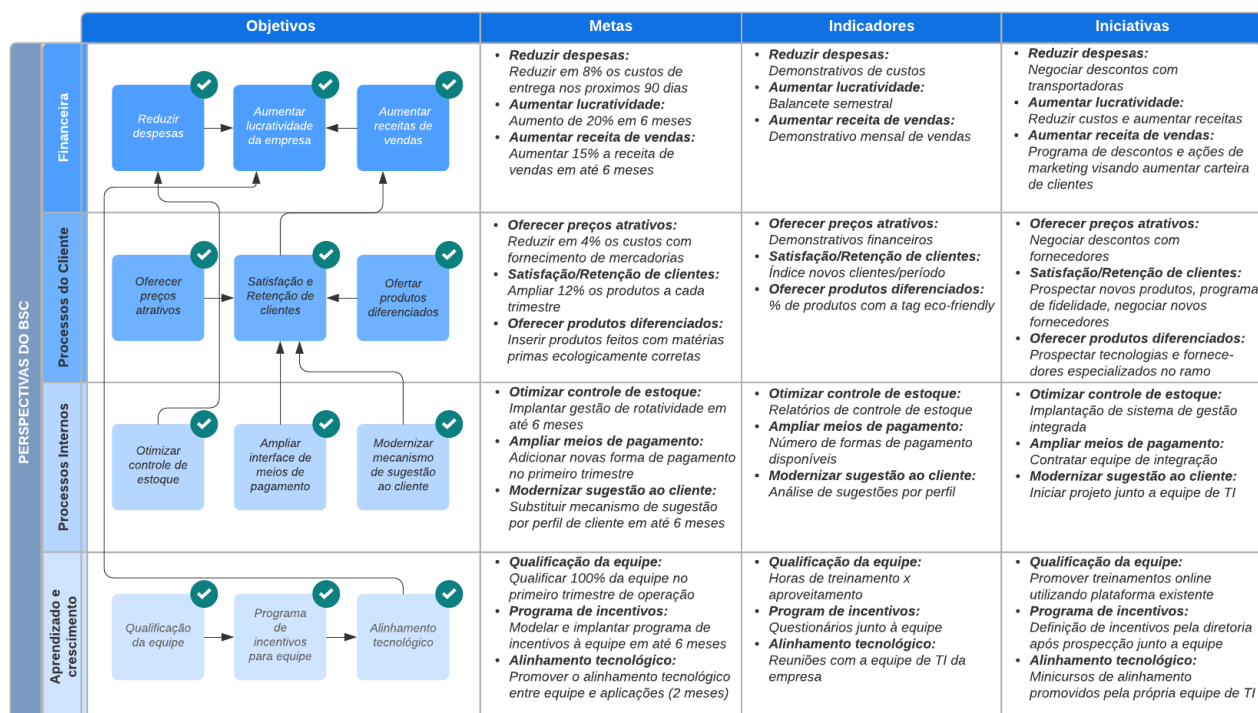 Objetivos
Metas
Indicadores
Iniciativas
PERSPECTIVAS DO BSC
Financeira
Reduzir
despesas
Aumentar
lucratividade
da empresa
Aumentar
receitas de
vendas
• Reduzir despesas:
Reduzir em 8% os custos de
entrega nos proximos 90 dias
• Aumentar lucratividade:
Aumento de 20% em 6 meses
• Aumentar receita de vendas:
Aumentar 15% a receita de
vendas em até 6 meses
• Reduzir despesas:
Demonstrativos de custos
• Aumentar lucratividade:
Balancete semestral
• Aumentar receita de vendas:
Demonstrativo mensal de vendas
• Reduzir despesas:
Negociar descontos com
transportadoras
• Aumentar lucratividade:
Reduzir custos e aumentar receitas
• Aumentar receita de vendas:
Programa de descontos e ações de
marketing visando aumentar carteira
de clientes
Processos do Cliente
Oferecer
preços
atrativos
Satisfação e
Retenção de
clientes
Ofertar
produtos
diferenciados
• Oferecer preços atrativos:
Reduzir em 4% os custos com
fornecimento de mercadorias
• Satisfação/Retenção de clientes:
Ampliar 12% os produtos a cada
trimestre
• Oferecer produtos diferenciados:
Inserir produtos feitos com matérias
primas ecologicamente corretas
• Oferecer preços atrativos:
Demonstrativos financeiros
• Satisfação/Retenção de clientes:
Índice novos clientes/período
• Oferecer produtos diferenciados:
% de produtos com a tag eco-friendly
• Oferecer preços atrativos:
Negociar descontos com
fornecedores
• Satisfação/Retenção de clientes:
Prospectar novos produtos, programa
de fidelidade, negociar novos
fornecedores
• Oferecer produtos diferenciados:
Prospectar tecnologias e fornece-
dores especializados no ramo
Processos Internos
Otimizar
controle de
estoque
Ampliar
interface de
meios de
pagamento
Modernizar
mecanismo
de sugestão
ao cliente
• Otimizar controle de estoque:
Implantar gestão de rotatividade em
até 6 meses
• Ampliar meios de pagamento:
Adicionar novas forma de pagamento
no primeiro trimestre
• Modernizar sugestão ao cliente:
Substituir mecanismo de sugestão
por perfil de cliente em até 6 meses
• Otimizar controle de estoque:
Relatórios de controle de estoque
• Ampliar meios de pagamento:
Número de formas de pagamento
disponíveis
• Modernizar sugestão ao cliente:
Análise de sugestões por perfil
• Otimizar controle de estoque:
Implantação de sistema de gestão
integrada
• Ampliar meios de pagamento:
Contratar equipe de integração
• Modernizar sugestão ao cliente:
Iniciar projeto junto a equipe de TI
Aprendizado e
crescimento
Qualificação
da equipe
Programa
de
incentivos
para equipe
Alinhamento
tecnológico
• Qualificação da equipe:
Qualificar 100% da equipe no
primeiro trimestre de operação
• Programa de incentivos:
Modelar e implantar programa de
incentivos à equipe em até 6 meses
• Alinhamento tecnológico:
Promover o alinhamento tecnológico
entre equipe e aplicações (2 meses)
• Qualificação da equipe:
Horas de treinamento x
aproveitamento
• Program de incentivos:
Questionários junto à equipe
• Alinhamento tecnológico:
Reuniões com a equipe de TI da
empresa
• Qualificação da equipe:
Promover treinamentos online
utilizando plataforma existente
• Programa de incentivos:
Definição de incentivos pela diretoria
após prospecção junto a equipe
• Alinhamento tecnológico:
Minicursos de alinhamento
promovidos pela própria equipe de TI